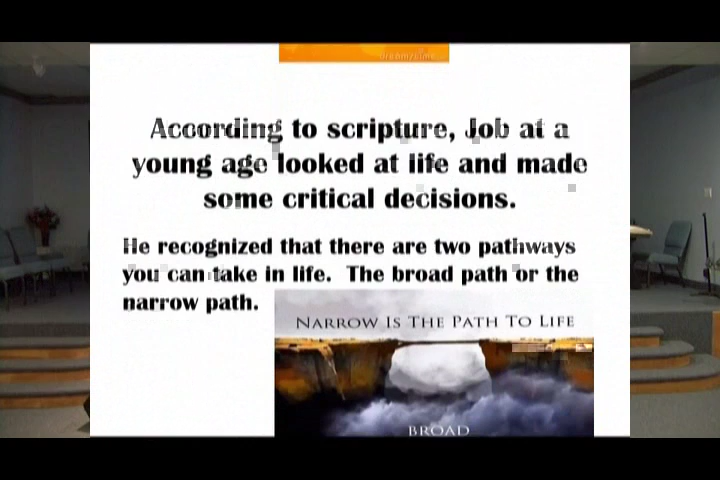 dreamstime
According to scripture, Job at a
young age looked at life and made
some critical decisions.
He recognized that there are two pathways
you can take in life. The broad path or the
narrow path.
NARROW IS THE PATH TO LIFE
BROAD